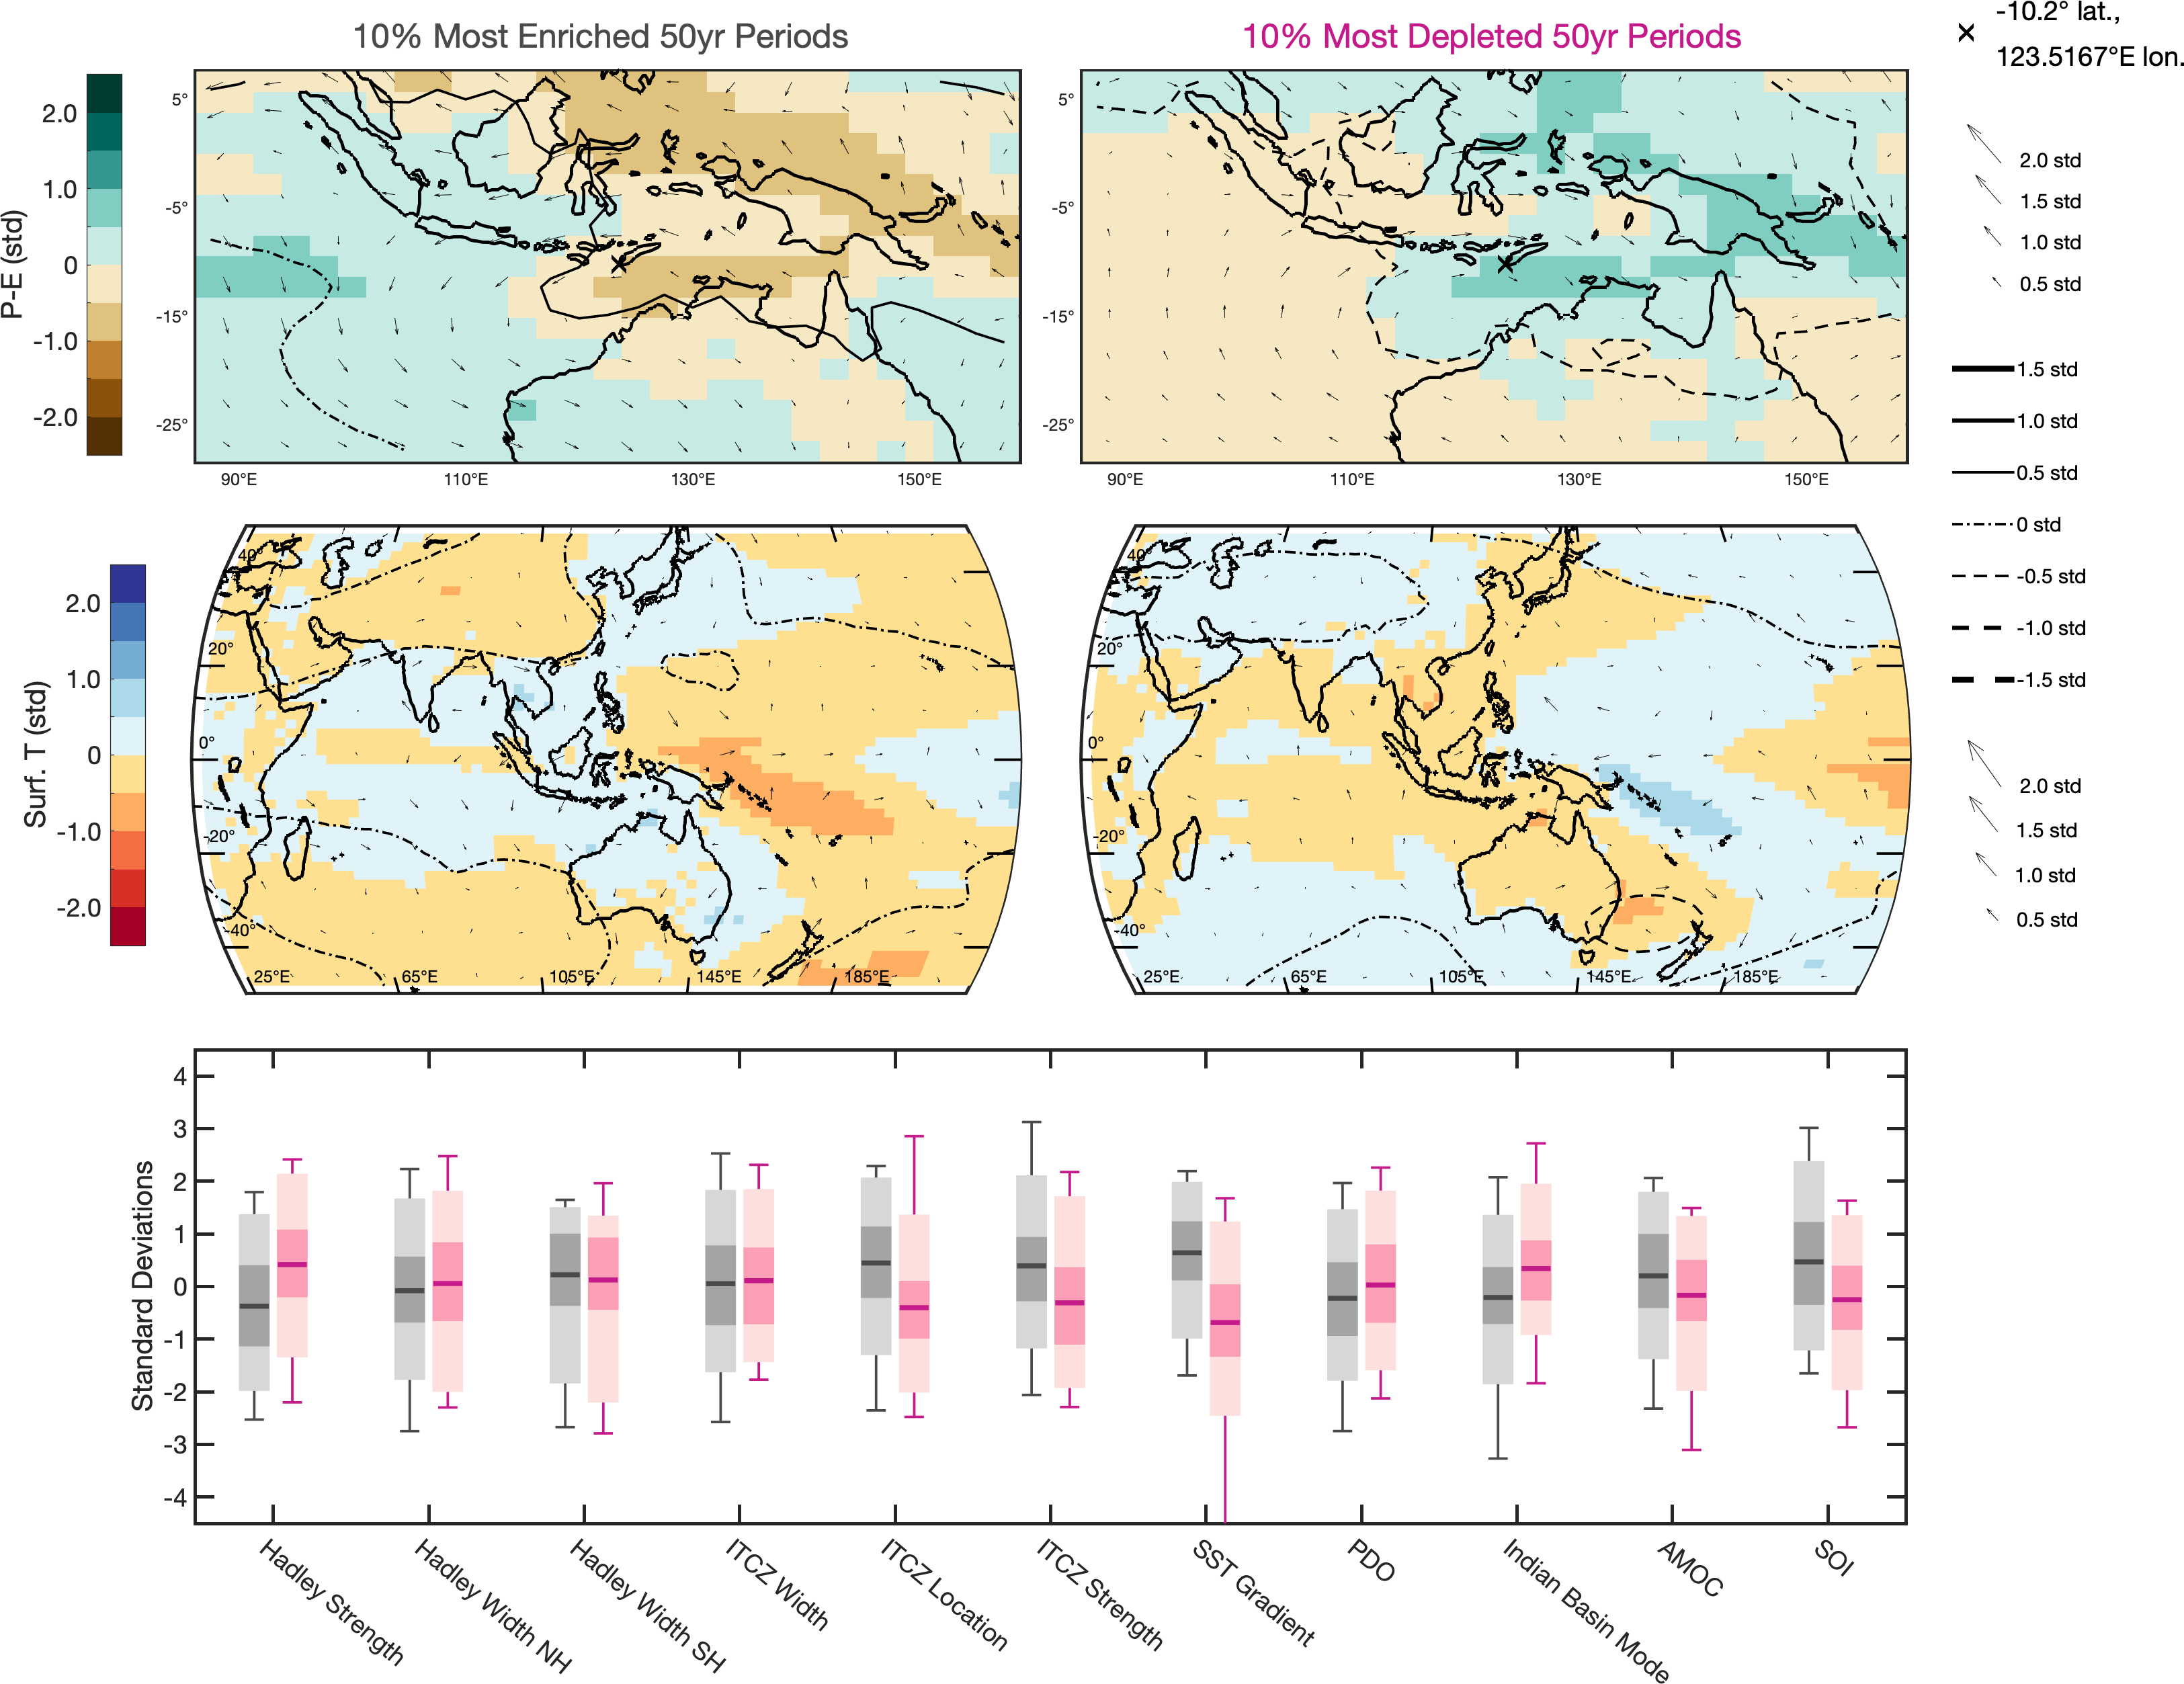 10% Most Enriched 50yr Periods
10% Most Depleted 50yr Periods
-10.2° lat.,
123.5167°E lon.
P-E (std)
2.0
1.0
0
-1.0
-2.0
5°
-5°
-15°
-25°
90°E 110°E 130°E 150°E
5°
-5°
-15°
-25°
90°E 110°E 130°E 150°E
2.0 std
1.5 std
1.0 std
0.5 std
1.5 std
1.0 std
0.5 std
0 std
-0.5 std
-1.0 std
-1.5 std
2.0 std
1.5 std
1.0 std
0.5 std
Surf. T (std)
2.0
1.0
0
-1.0
-2.0
40°
20°
0°
-20°
-40°
25°E 65°E 105°E 145°E 185°E
40°
20°
0°
-20°
-40°
25°E 65°E 105°E 145°E 185°E
Standard Deviations
4
3
2
1
0
-1
-2
-3
-4
Hadley Strength
Hadley Width NH
Hadley Width SH
ITCZ Width
ITCZ Location
ITCZ Strength
SST Gradient
PDO
Indian Basin Mode
AMOC
SOI